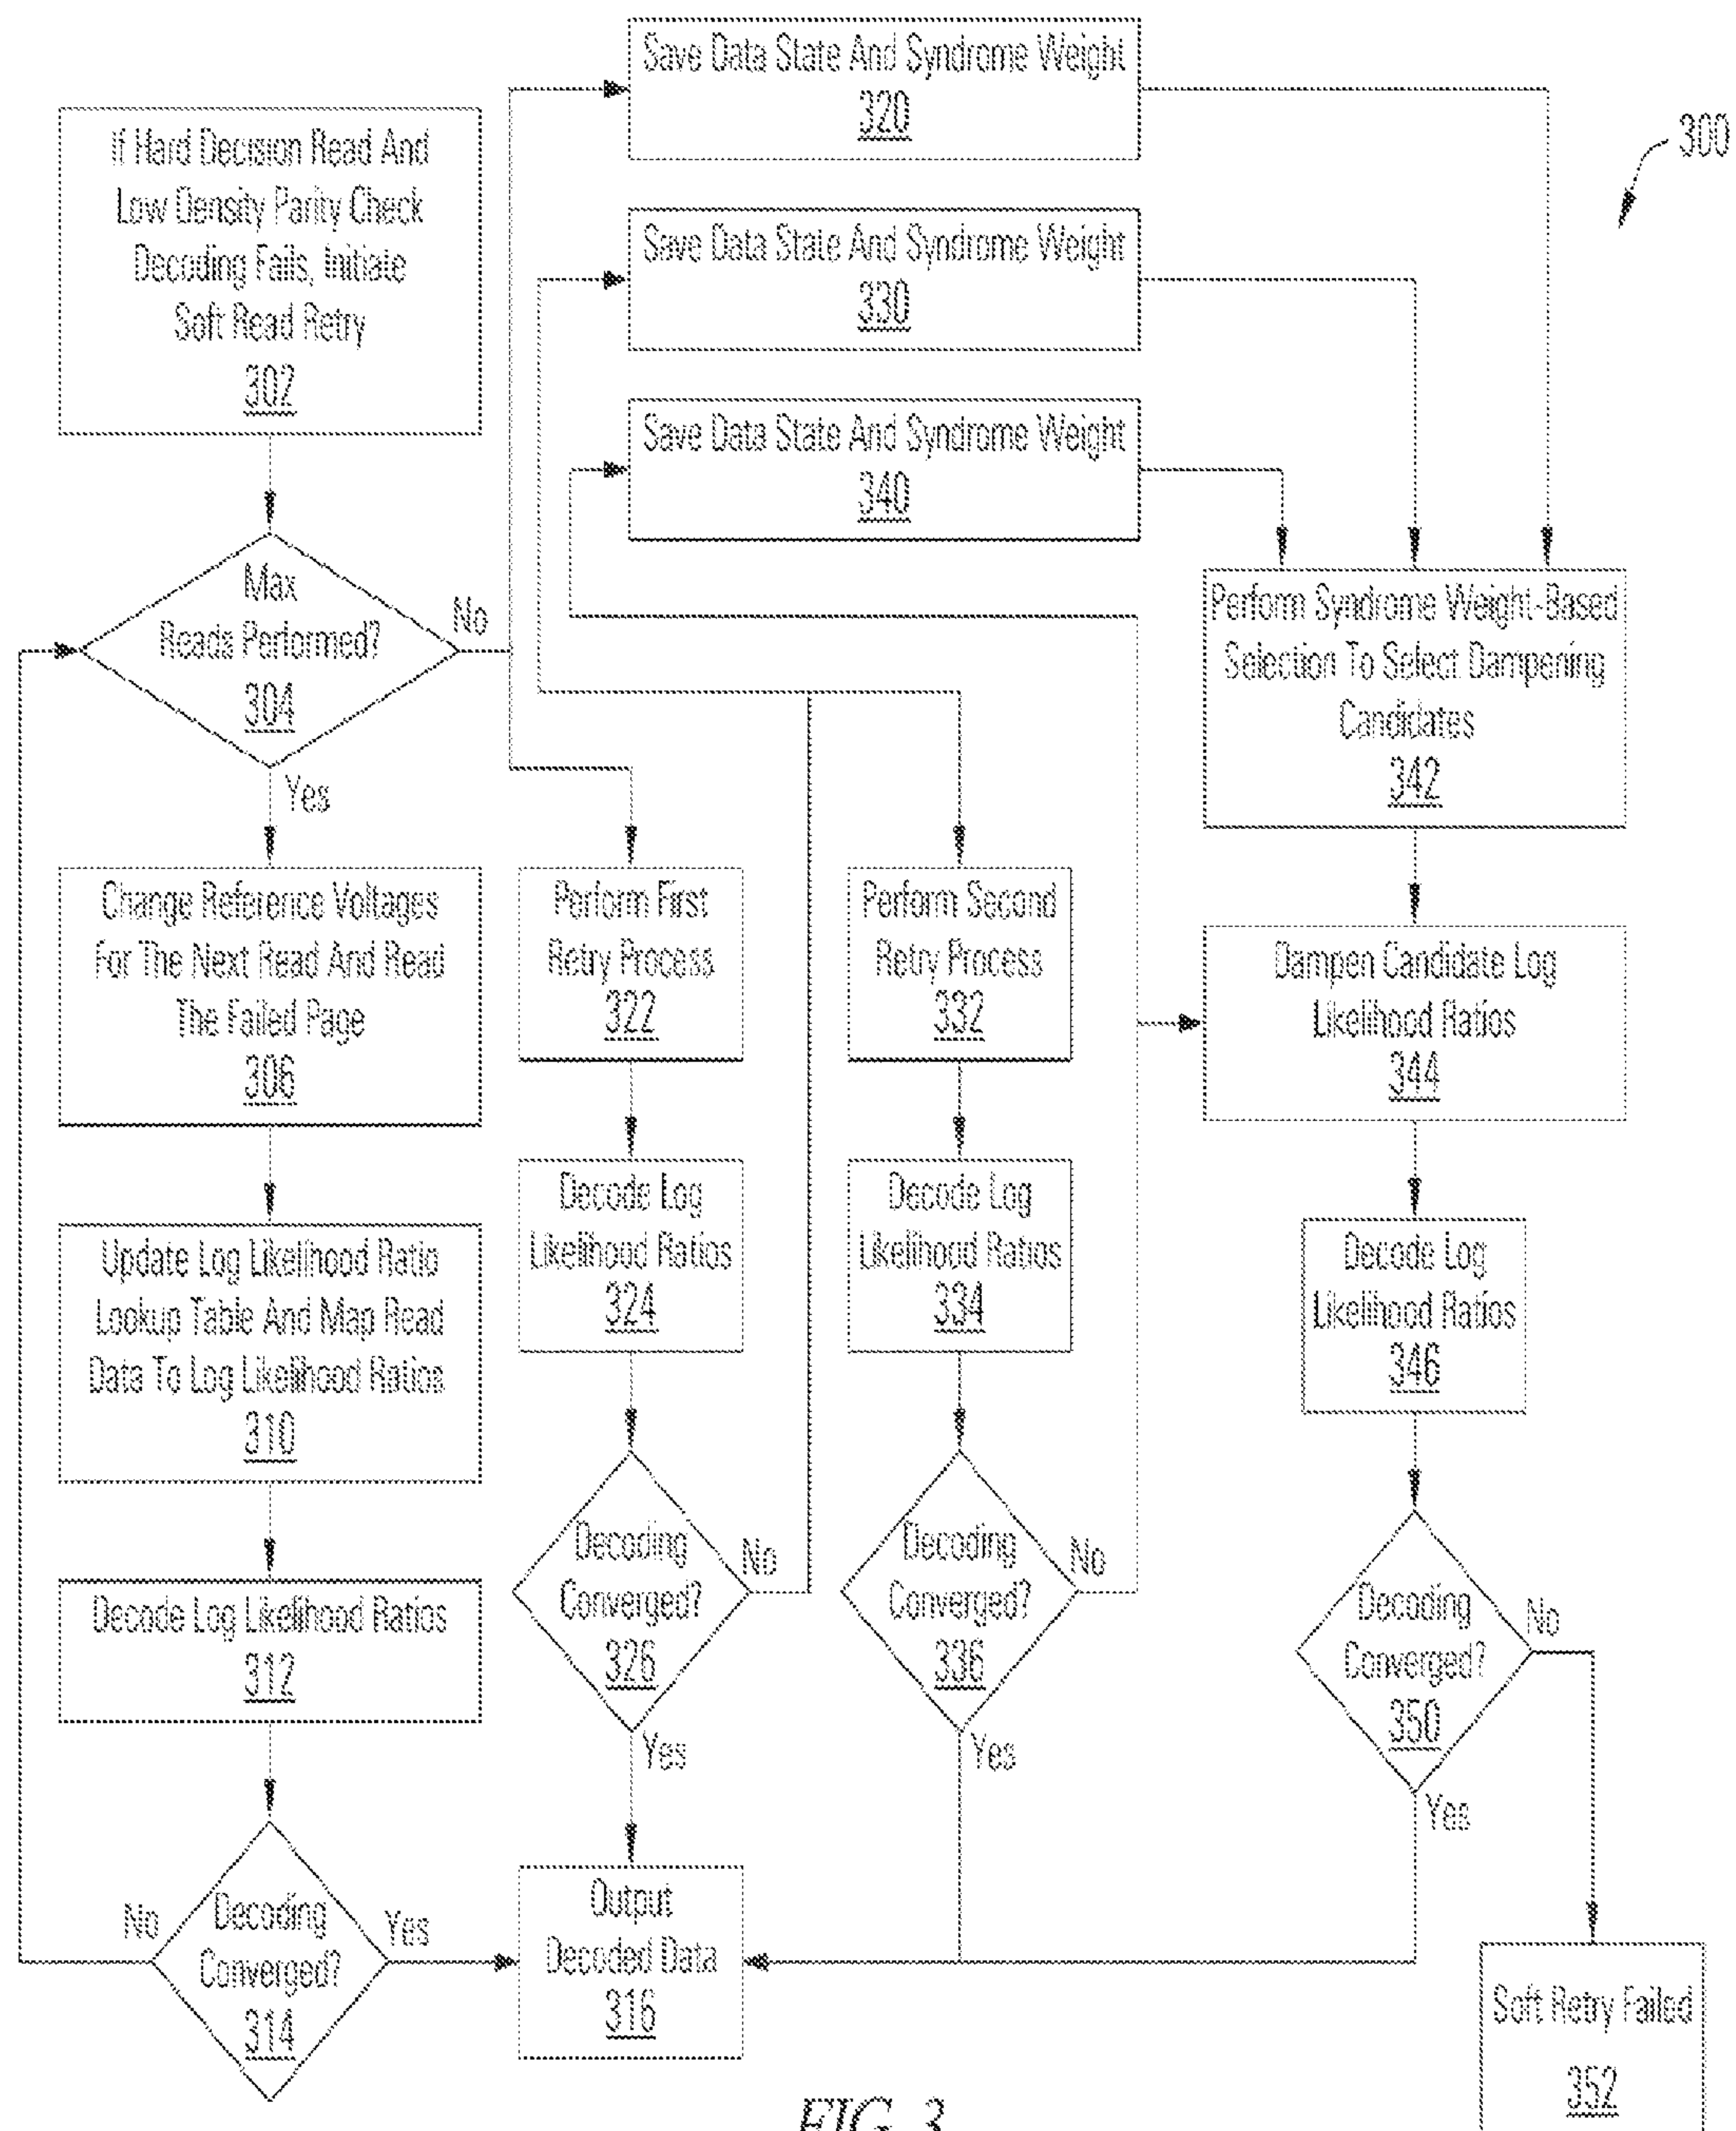 If Hard Decision Read And
Low Density Parity Check
Decoding Fails, Initiate
Soft Read Retry
302
Max
Reads Performed?
304
No
Yes
Change Reference Voltages
For The Next Read And Read
The Failed Page
306
Update Log Likelihood Ratio
Lookup Table And Map Read
Data To Log Likelihood Ratios
310
Decode Log Likelihood Ratios
312
Decoding
Converged?
314
No
Yes
Save Data State And Syndrome Weight
320
Save Data State And Syndrome Weight
330
Save Data State And Syndrome Weight
340
300
Perform First
Retry Process
322
Decode Log
Likelihood Ratios
324
Decoding
Converged?
326
No
Yes
Output
Decoded Data
316
Perform Second
Retry Process
332
Decode Log
Likelihood Ratios
334
Decoding
Converged?
336
No
Yes
Perform Syndrome Weight-Based
Selection To Select Dampening
Candidates
342
Dampen Candidate Log
Likelihood Ratios
344
Decode Log
Likelihood Ratios
346
Decoding
Converged?
350
No
Yes
Soft Retry Failed
352
FIG. 3